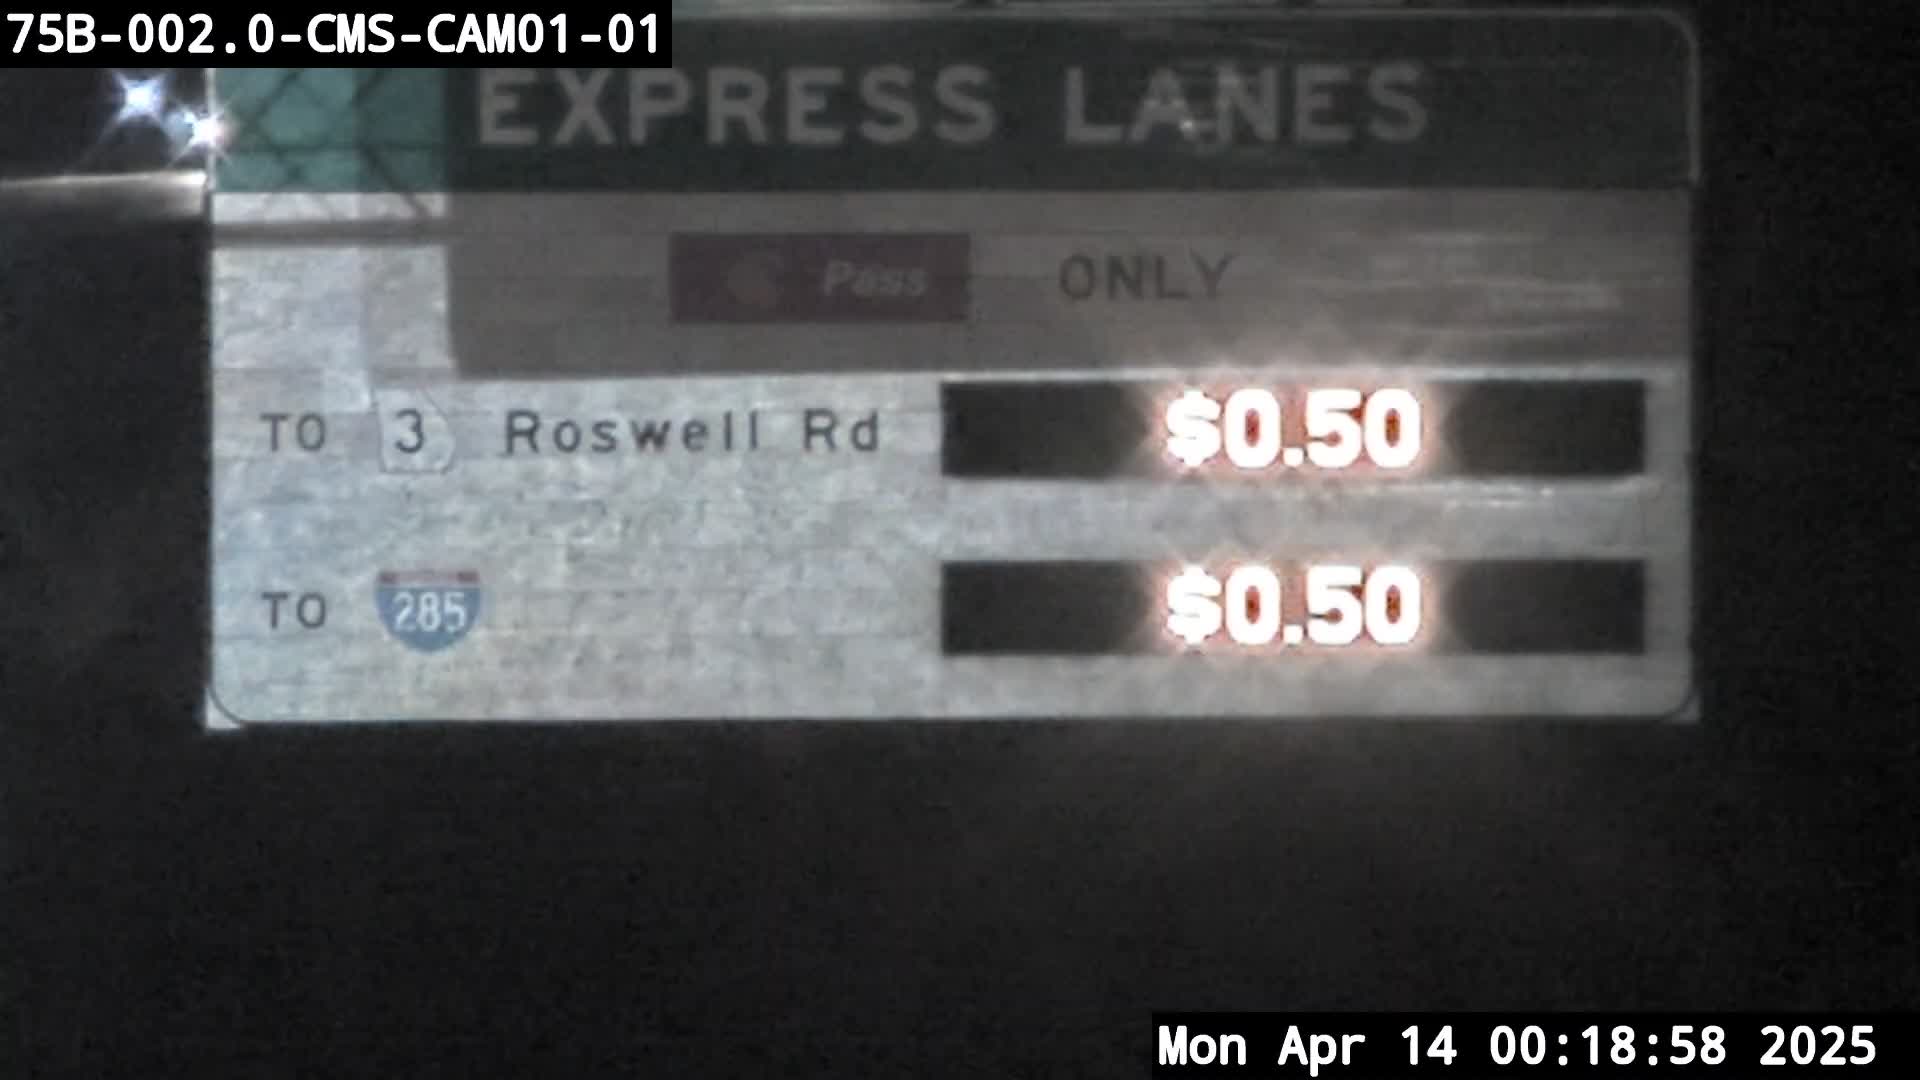 75B-002.0-CMS-CAM01-01
EXPRESS LANES
Pass ONLY
TO 3 Roswell Rd $0.50
TO 285 $0.50
Mon Apr 14 00:18:58 2025